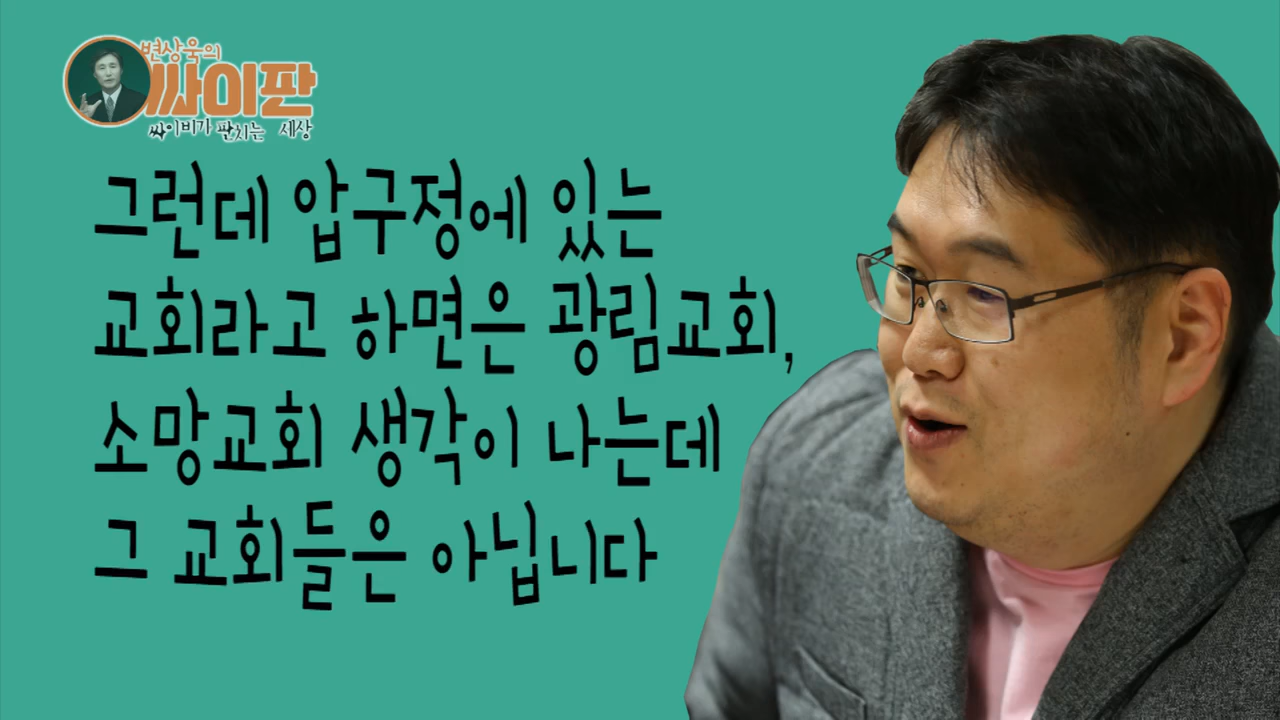 변상욱의
싸이판
싸이비가 판치는 세상
그런데 압구정에 있는
교회라고 하면은 광림교회,
소망교회 생각이 나는데
그 교회들은 아닙니다